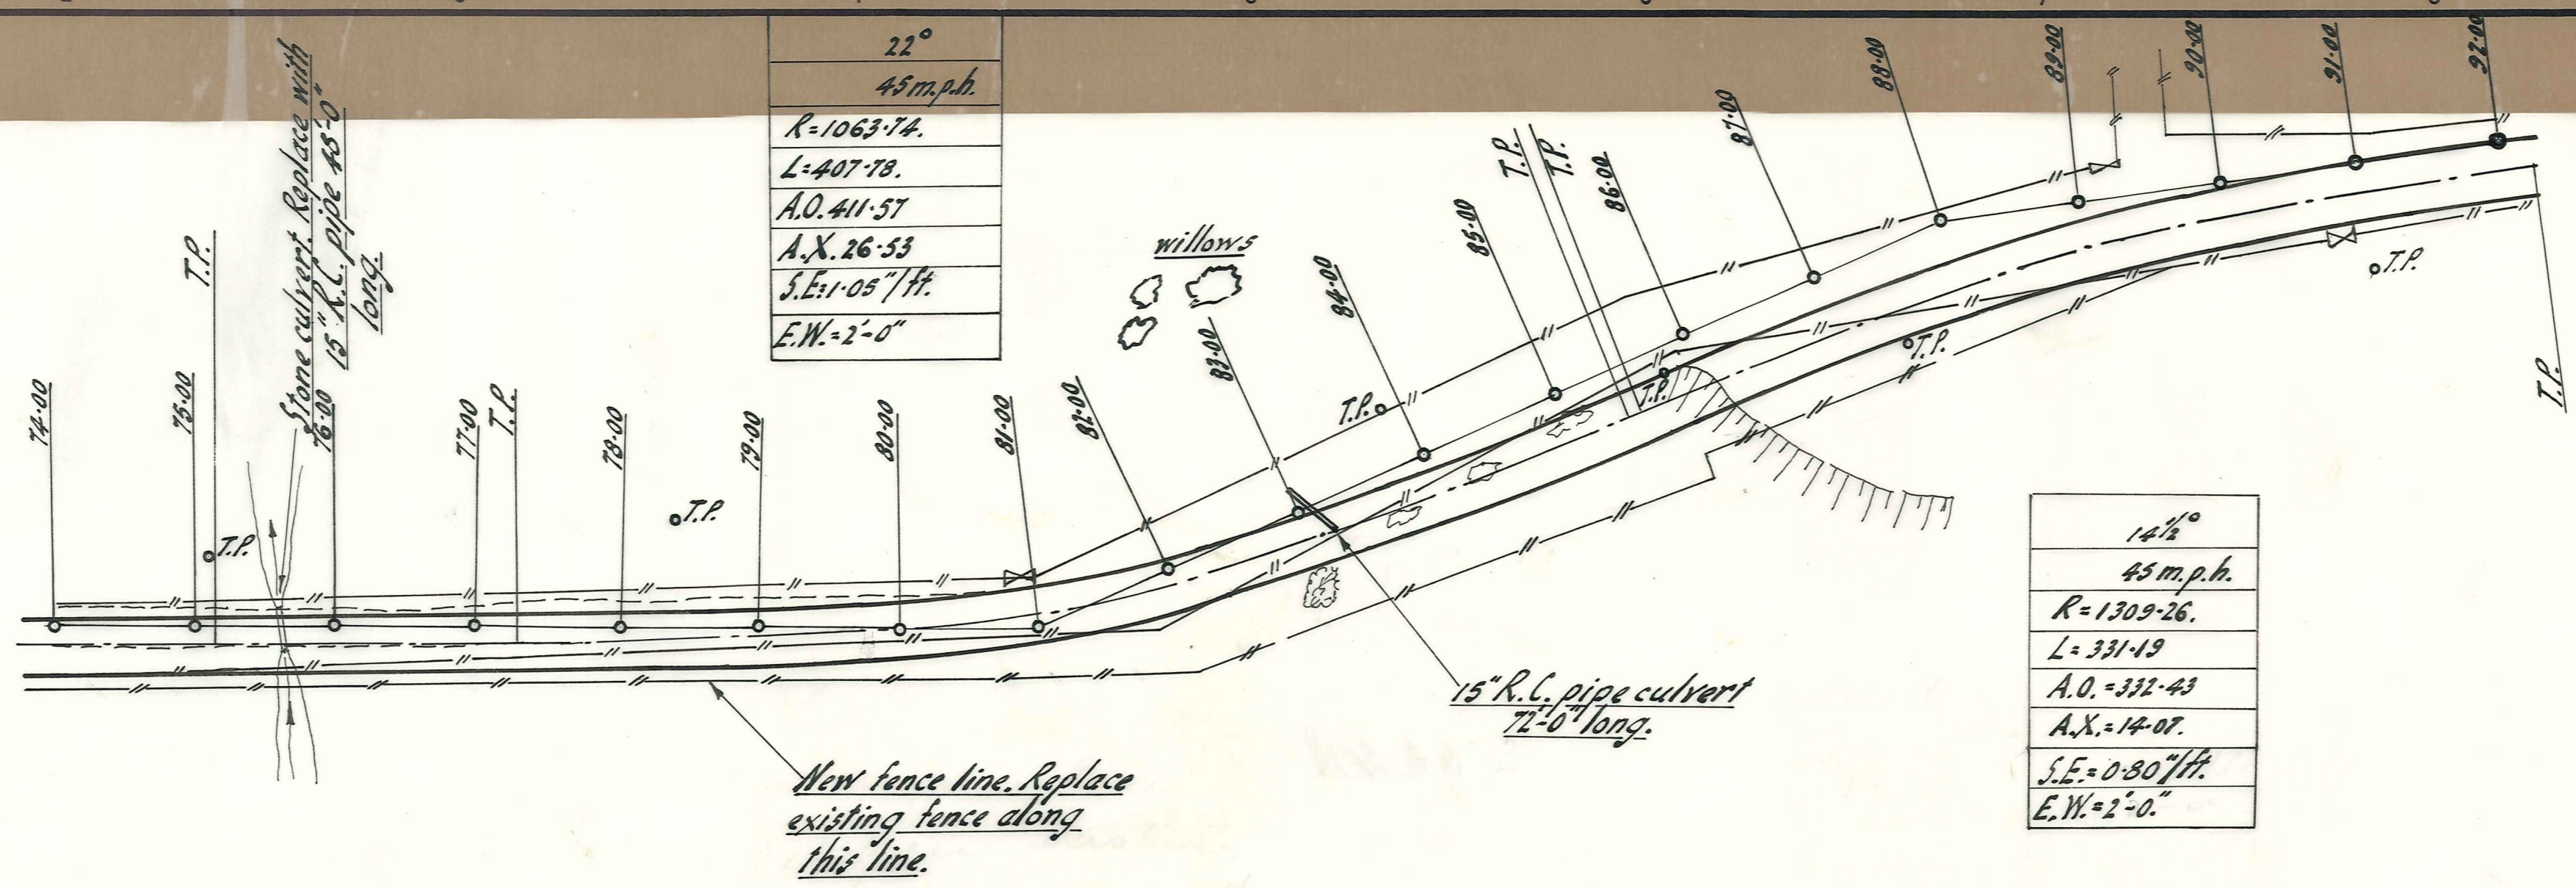 22°
45 m.p.h.
R=1063·74.
L=407·78.
A.O. 411·57
A.X. 26·53
S.E=1·05"/ft.
E.W.=2'-0"
Stone culvert. Replace with
15" R.C. pipe 45'-0"
long.
74·00
75·00
T.P.
76·00
77·00
T.P.
78·00
79·00
80·00
81·00
82·00
83·00
84·00
85·00
T.P.
T.P.
86·00
87·00
88·00
89·00
90·00
91·00
92·00
willows
T.P.
T.P.
T.P.
T.P.
T.P.
T.P.
T.P.
15" R.C. pipe culvert
72'-0" long.
New fence line. Replace
existing fence along
this line.
14½°
45 m.p.h.
R=1309·26.
L=331·19
A.O.=332·43
A.X.=14·07.
S.E.=0·80"/ft.
E.W.=2'-0."